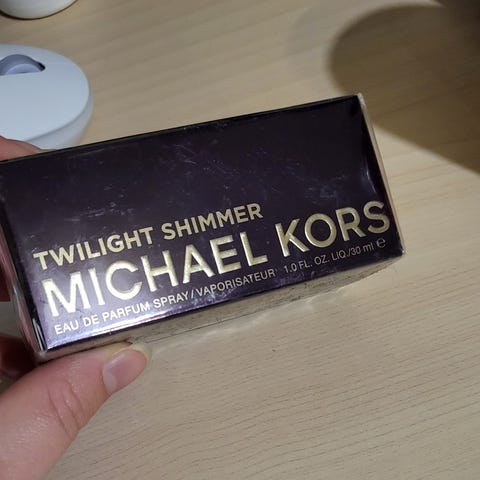 TWILIGHT SHIMMER
MICHAEL KORS
EAU DE PARFUM SPRAY/VAPORISATEUR 1.0 FL. OZ. LIQ./30 ml ℮